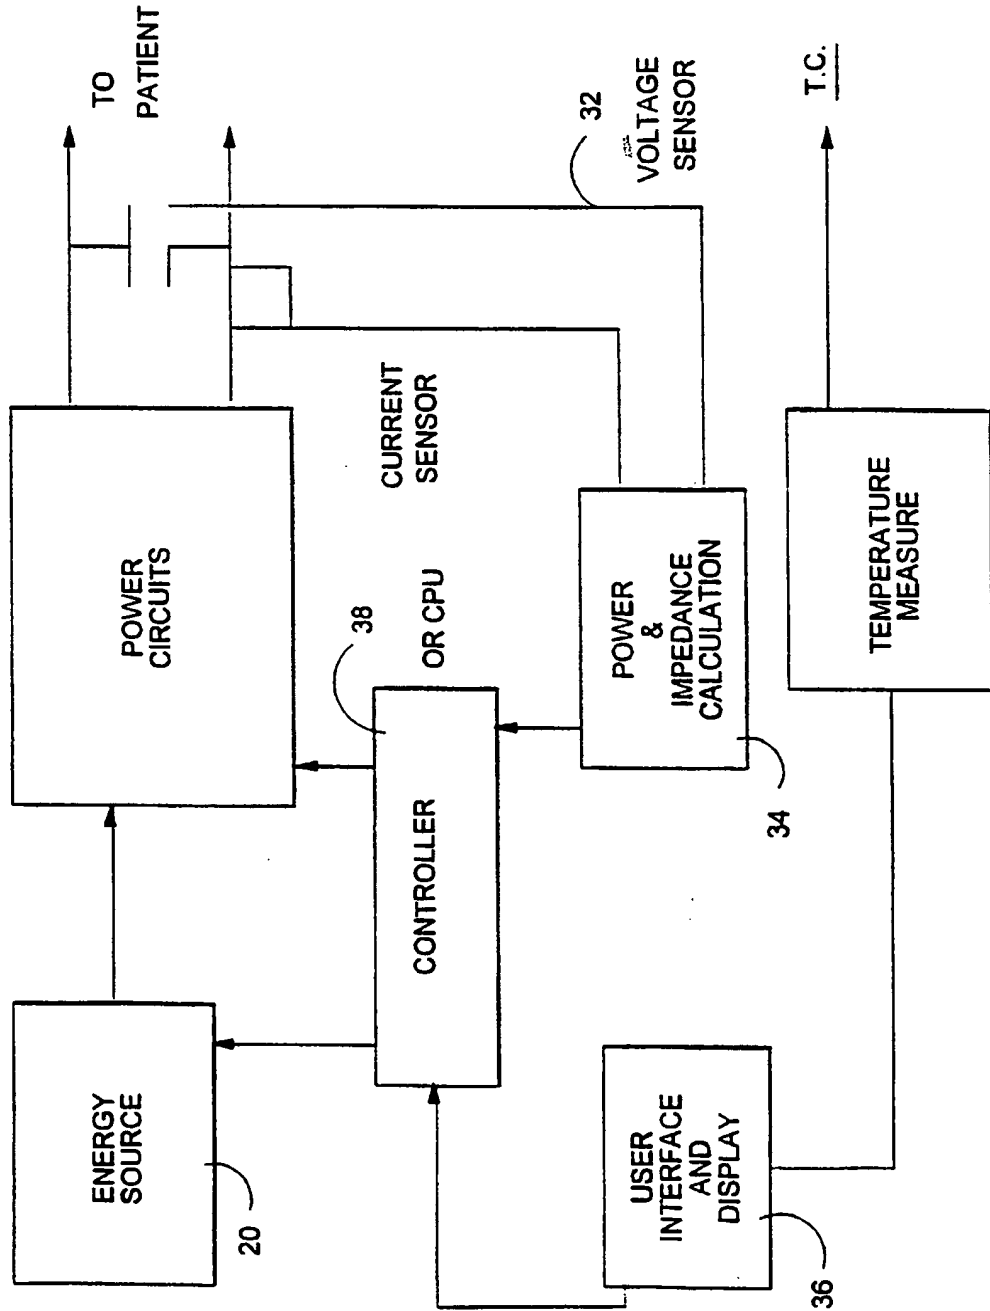 ENERGY
SOURCE
20
POWER
CIRCUITS
TO
PATIENT
CONTROLLER
38
OR CPU
CURRENT
SENSOR
32
VOLTAGE
SENSOR
USER
INTERFACE
AND
DISPLAY
36
POWER
&
IMPEDANCE
CALCULATION
34
TEMPERATURE
MEASURE
T.C.